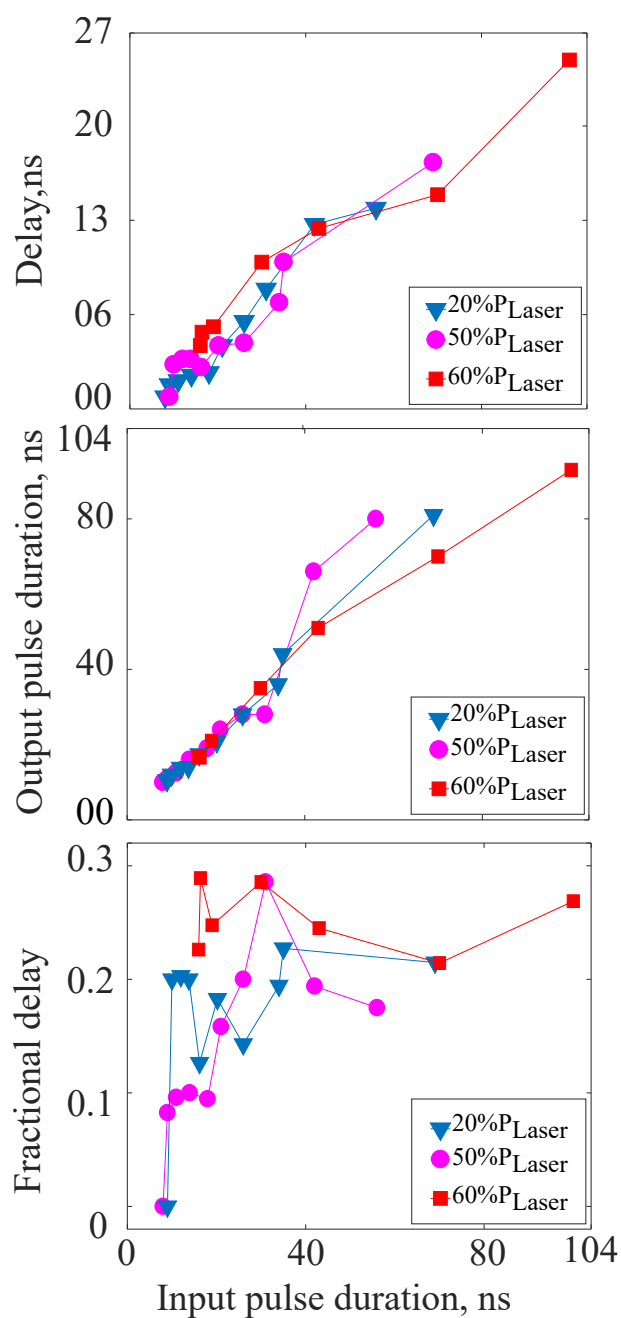 27
20
13
06
00
Delay,ns
20%PLaser
50%PLaser
60%PLaser
104
80
40
00
Output pulse duration, ns
20%PLaser
50%PLaser
60%PLaser
0.3
0.2
0.1
0
Fractional delay
20%PLaser
50%PLaser
60%PLaser
0 40 80 104
Input pulse duration, ns